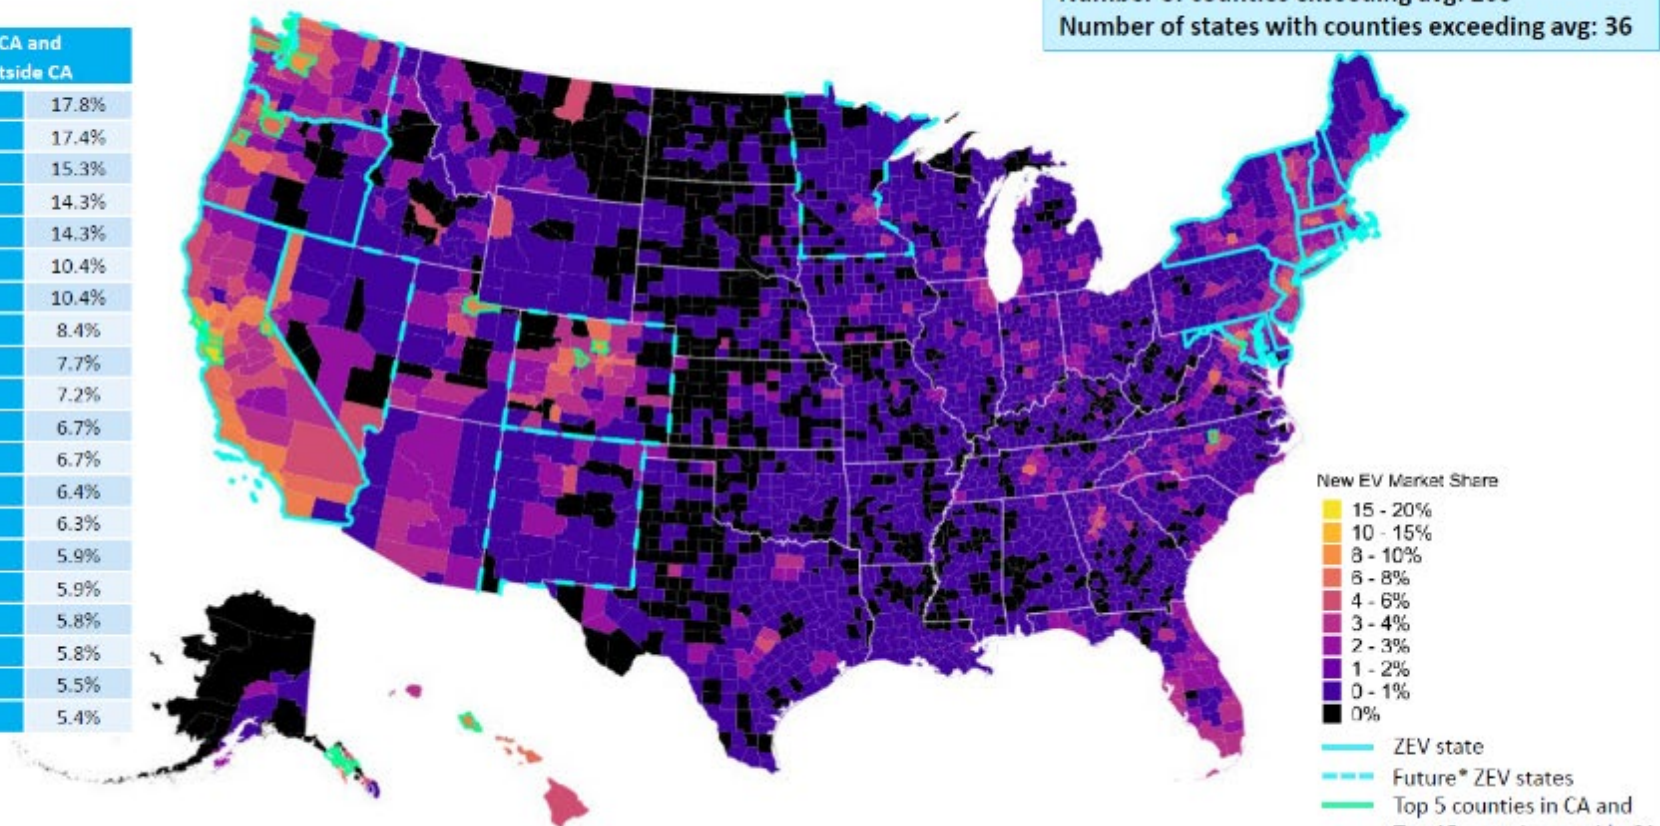 Number of states with counties exceeding avg: 36
CA and
tside CA
17.8%
17.4%
15.3%
14.3%
14.3%
10.4%
10.4%
8.4%
7.7%
7.2%
6.7%
6.7%
6.4%
6.3%
5.9%
5.9%
5.8%
5.8%
5.5%
5.4%
New EV Market Share
15 - 20%
10 - 15%
8 - 10%
6 - 8%
4 - 6%
3 - 4%
2 - 3%
1 - 2%
0 - 1%
0%
ZEV state
Future* ZEV states
Top 5 counties in CA and